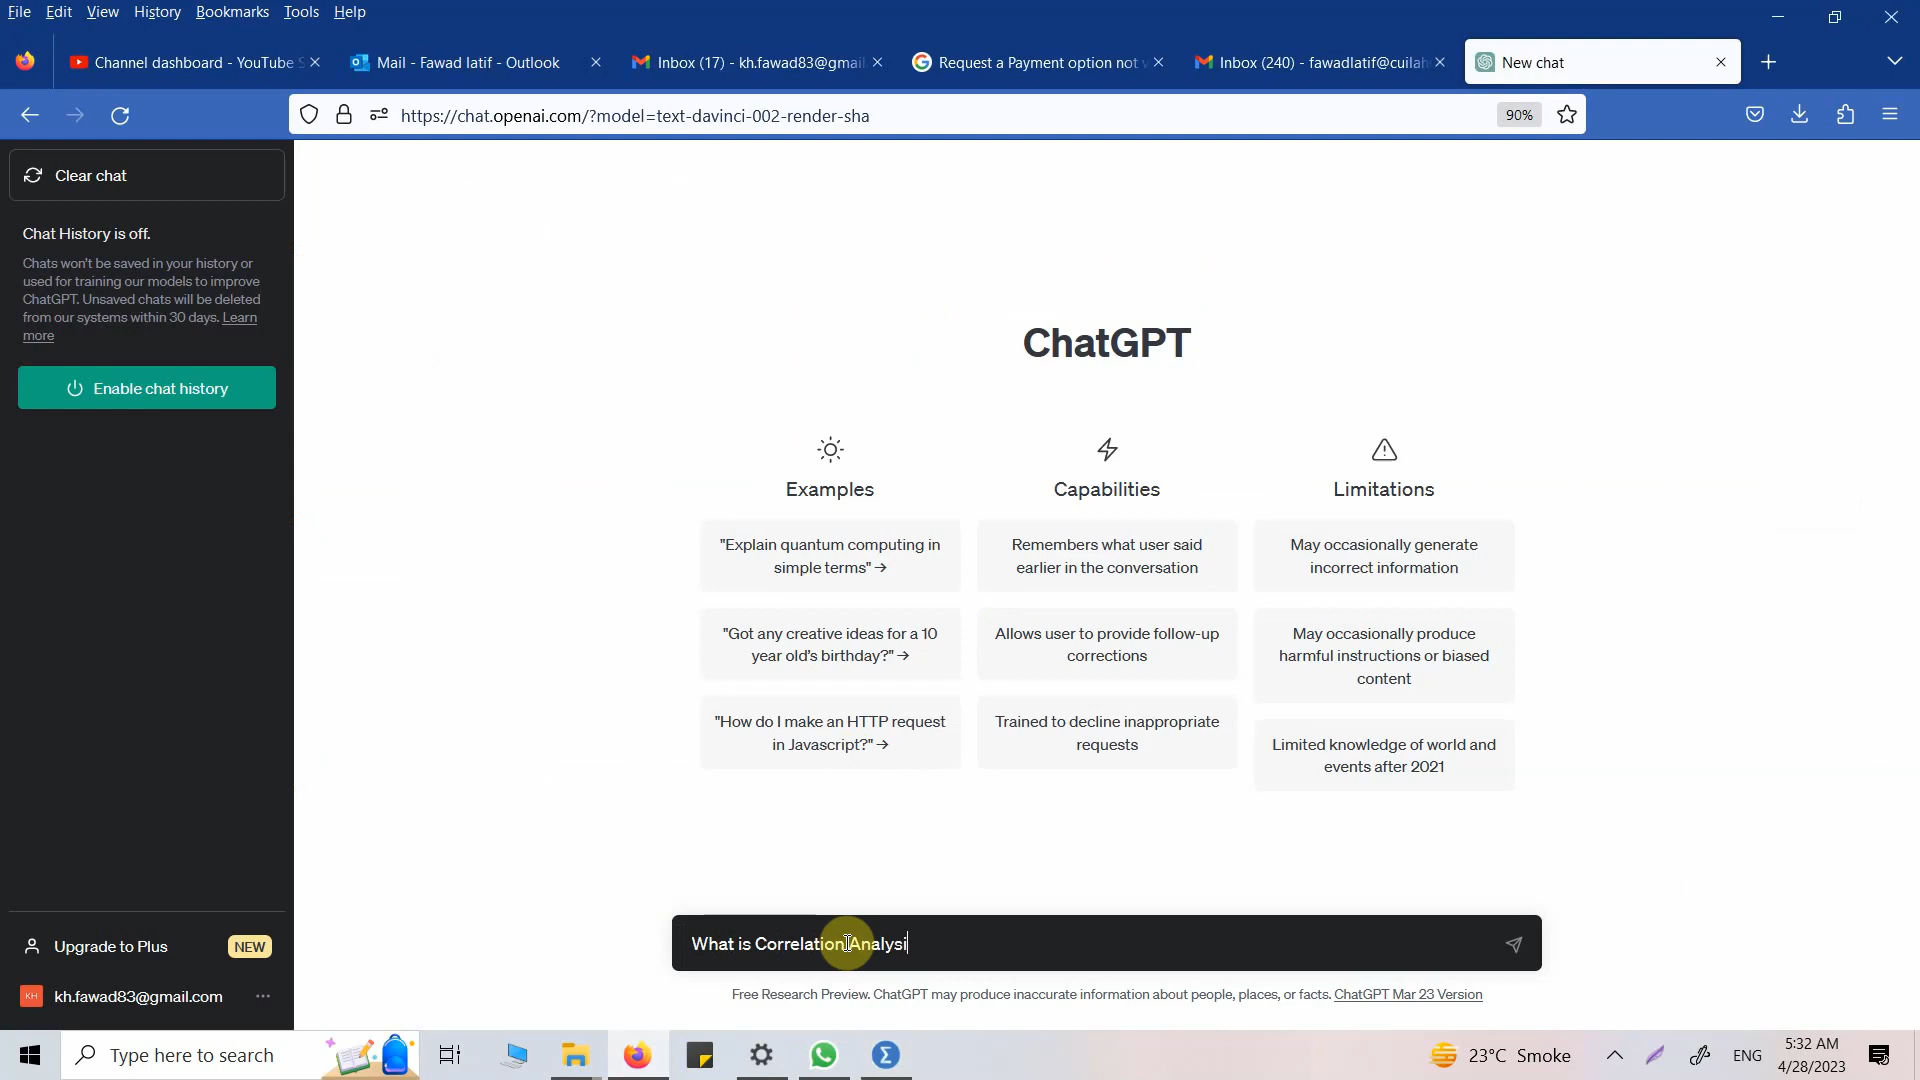 File Edit View History Bookmarks Tools Help
Channel dashboard - YouTube S
Mail - Fawad latif - Outlook
Inbox (17) - kh.fawad83@gmail
Request a Payment option not
Inbox (240) - fawadlatif@cuilah
New chat
https://chat.openai.com/?model=text-davinci-002-render-sha
90%
Clear chat
Chat History is off.
Chats won't be saved in your history or
used for training our models to improve
ChatGPT. Unsaved chats will be deleted
from our systems within 30 days. Learn
more
Enable chat history
ChatGPT
Examples
"Explain quantum computing in
simple terms" →
"Got any creative ideas for a 10
year old's birthday?" →
"How do I make an HTTP request
in Javascript?" →
Capabilities
Remembers what user said
earlier in the conversation
Allows user to provide follow-up
corrections
Trained to decline inappropriate
requests
Limitations
May occasionally generate
incorrect information
May occasionally produce
harmful instructions or biased
content
Limited knowledge of world and
events after 2021
What is Correlation Analysi
Free Research Preview. ChatGPT may produce inaccurate information about people, places, or facts. ChatGPT Mar 23 Version
Upgrade to Plus
NEW
KH
kh.fawad83@gmail.com
Type here to search
23°C Smoke
ENG
5:32 AM
4/28/2023